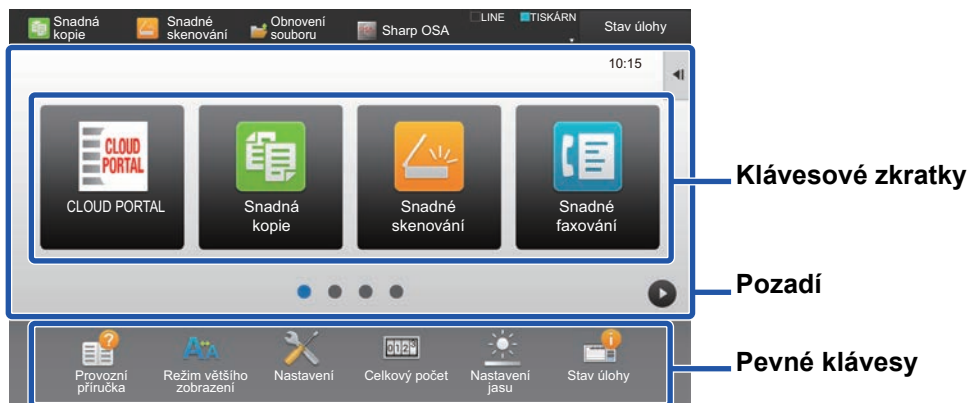 Snadná
kopie
Snadné
skenování
Obnovení
souboru
Sharp OSA
LINE
TISKÁRN
Stav úlohy
10:15
CLOUD
PORTAL
CLOUD PORTAL
Snadná
kopie
Snadné
skenování
Snadné
faxování
Klávesové zkratky
Pozadí
Provozní
příručka
Režim většího
zobrazení
Nastavení
Celkový počet
Nastavení
jasu
Stav úlohy
Pevné klávesy